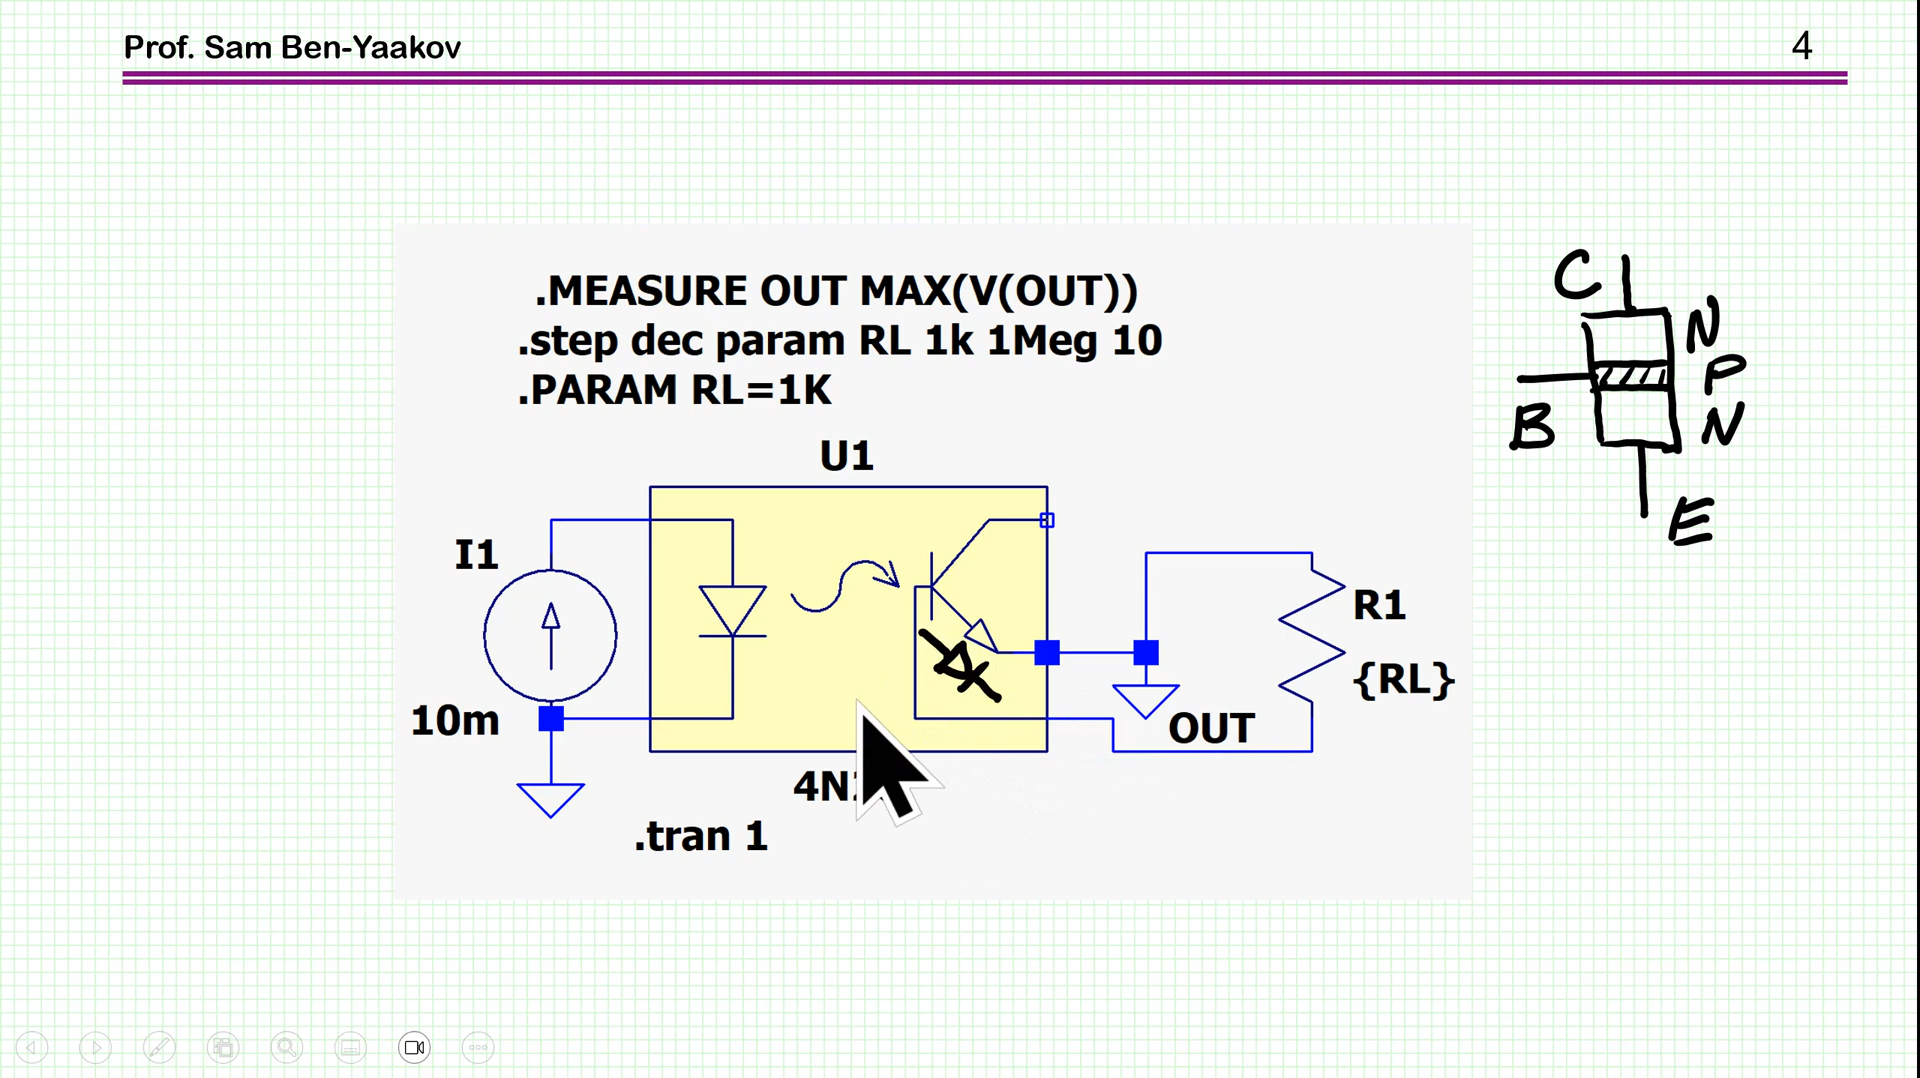 Prof. Sam Ben-Yaakov
4
.MEASURE OUT MAX(V(OUT))
.step dec param RL 1k 1Meg 10
.PARAM RL=1K
U1
I1
10m
R1
{RL}
OUT
.tran 1
C
N
P
B
N
E